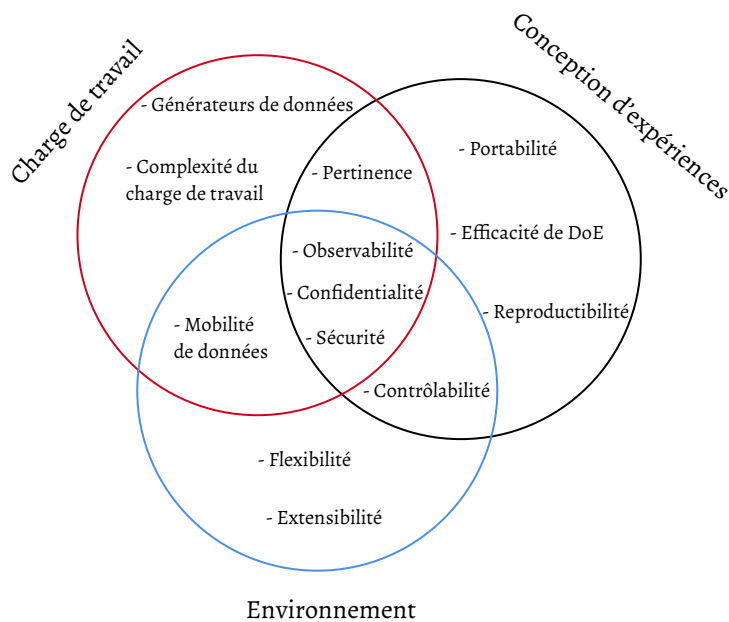 Charge de travail
Conception d'expériences
- Générateurs de données
- Complexité du
charge de travail
- Pertinence
- Portabilité
- Efficacité de DoE
- Observabilité
- Confidentialité
- Reproductibilité
- Mobilité
de données
- Sécurité
- Contrôlabilité
- Flexibilité
- Extensibilité
Environnement